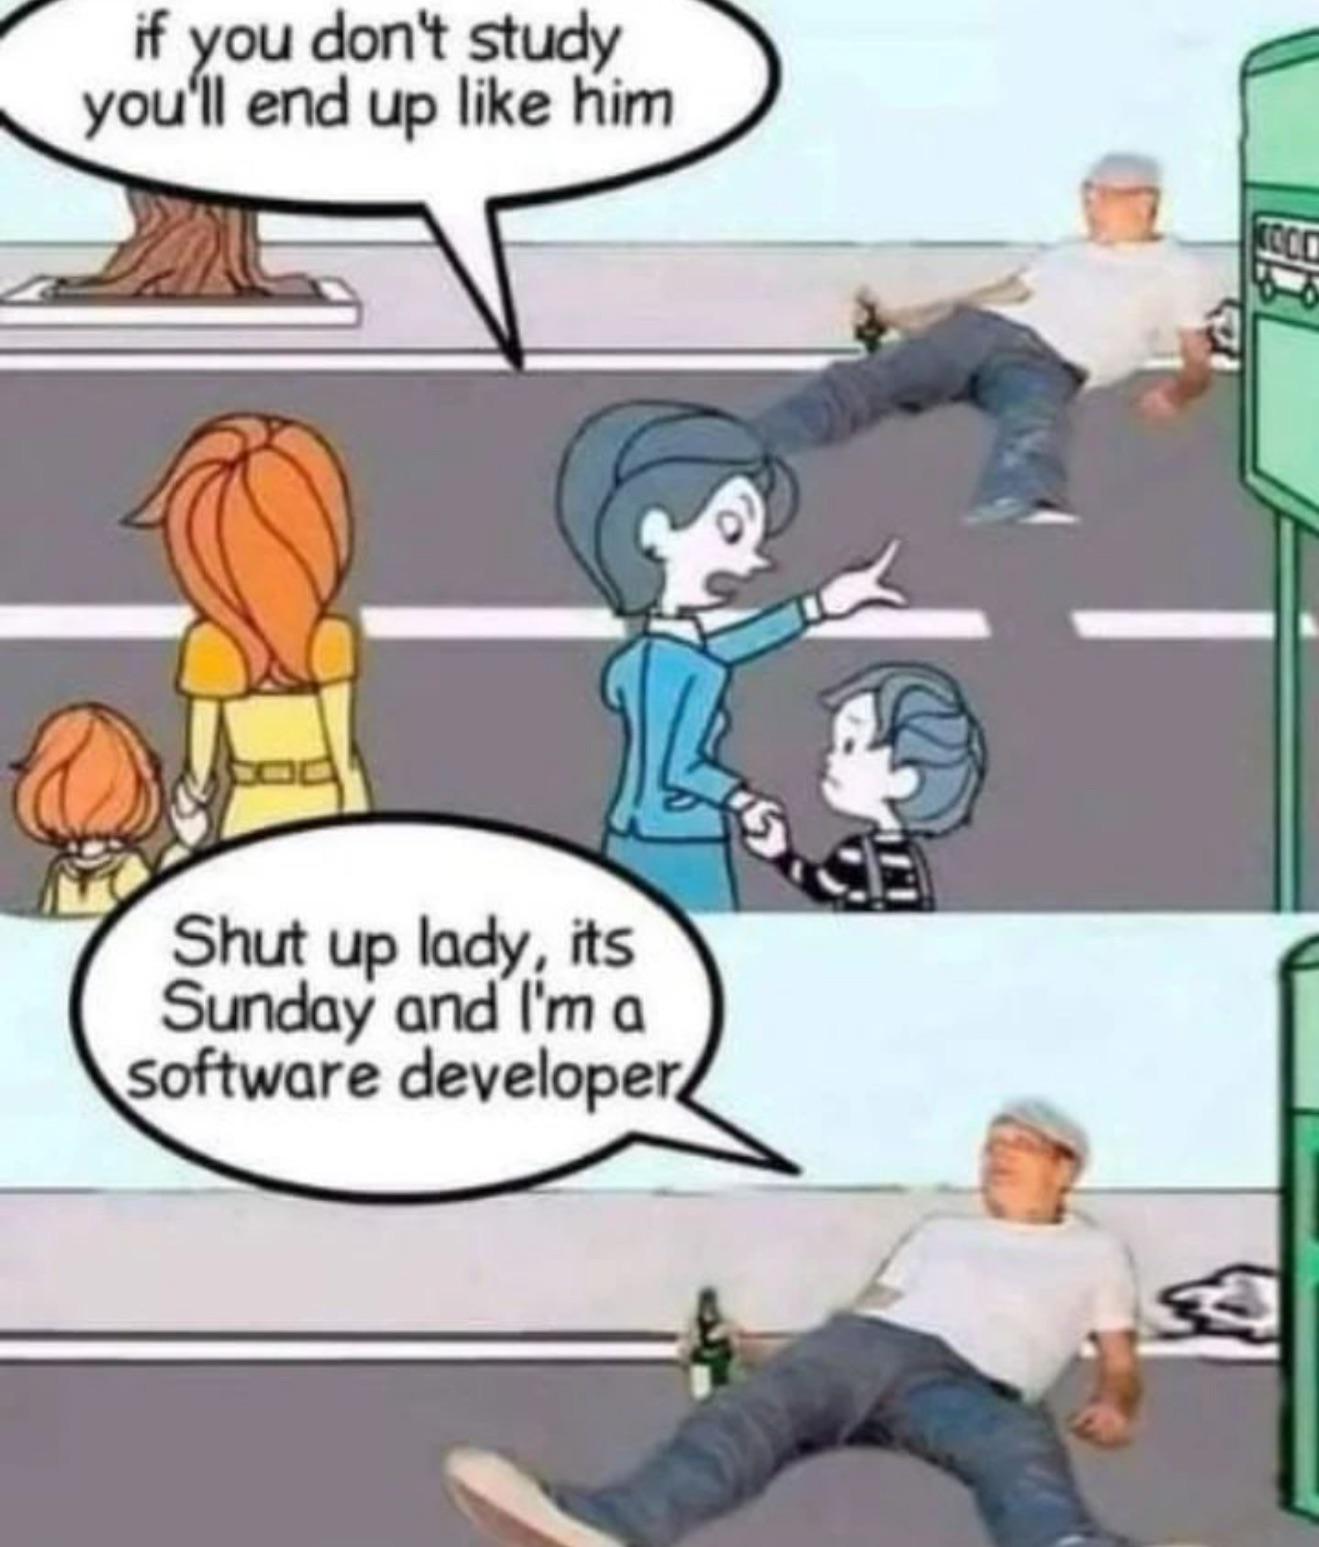 if you don't study
you'll end up like him
Shut up lady, its
Sunday and I'm a
software developer